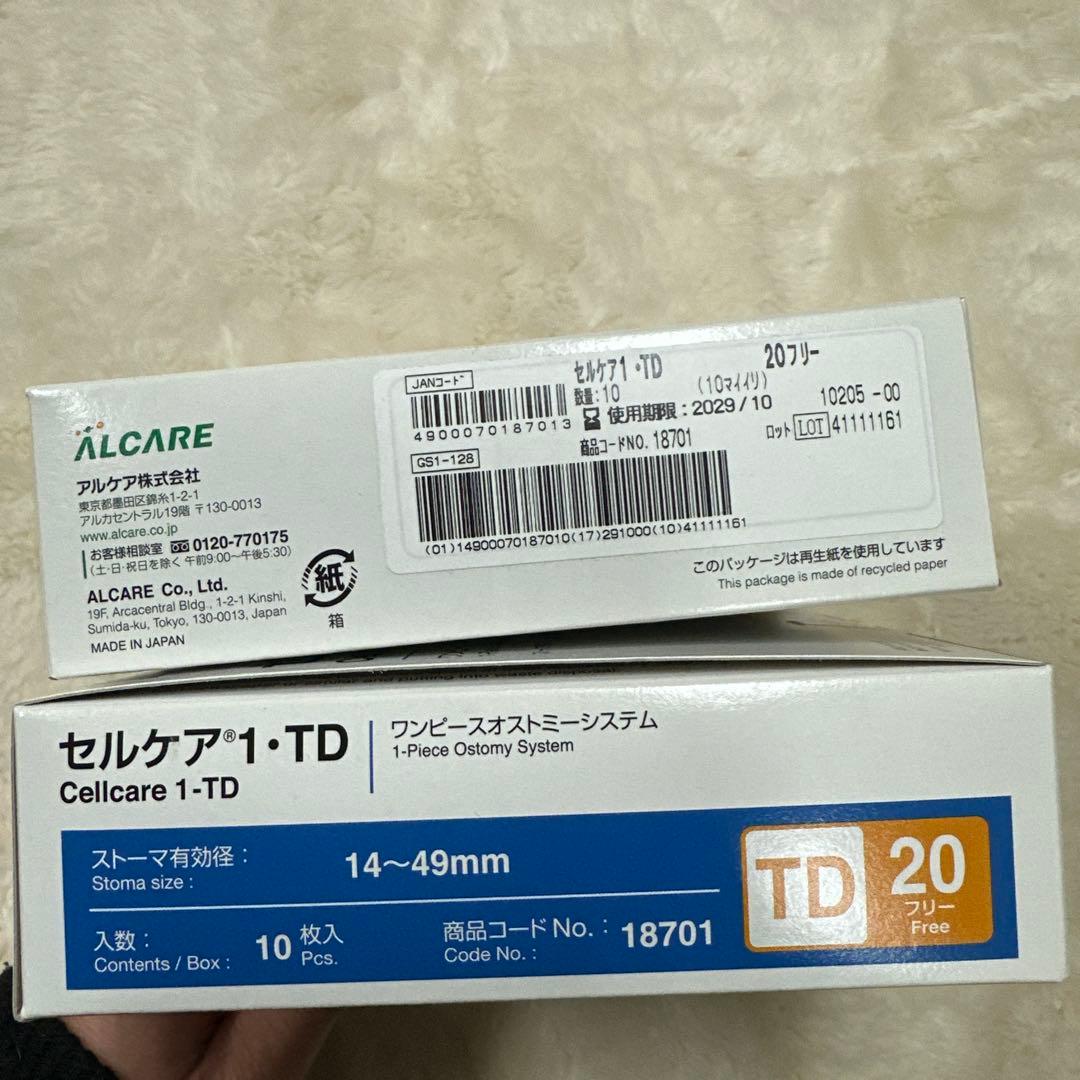 ALCARE
アルケア株式会社
東京都墨田区錦糸1-2-1
アルカセントラル19階 〒130-0013
www.alcare.co.jp
お客様相談室 0120-770175
(土・日・祝日を除く 午前9:00〜午後5:30)
ALCARE Co., Ltd.
19F, Arcacentral Bldg., 1-2-1 Kinshi,
Sumida-ku, Tokyo, 130-0013, Japan
MADE IN JAPAN
紙
箱
JANコード
4900070187013
セルケア1・TD 20フリー
数量:10 (10マイイリ)
使用期限:2029/10 10205-00
商品コードNO. 18701 ロット LOT 41111161
GS1-128
(01)14900070187010(17)291000(10)41111161
このパッケージは再生紙を使用しています
This package is made of recycled paper
セルケア®1・TD
Cellcare 1-TD
ワンピースオストミーシステム
1-Piece Ostomy System
ストーマ有効径: 14〜49mm
Stoma size :
入数: 10 枚入
Contents / Box : Pcs.
商品コード No. : 18701
Code No. :
TD
20
フリー
Free